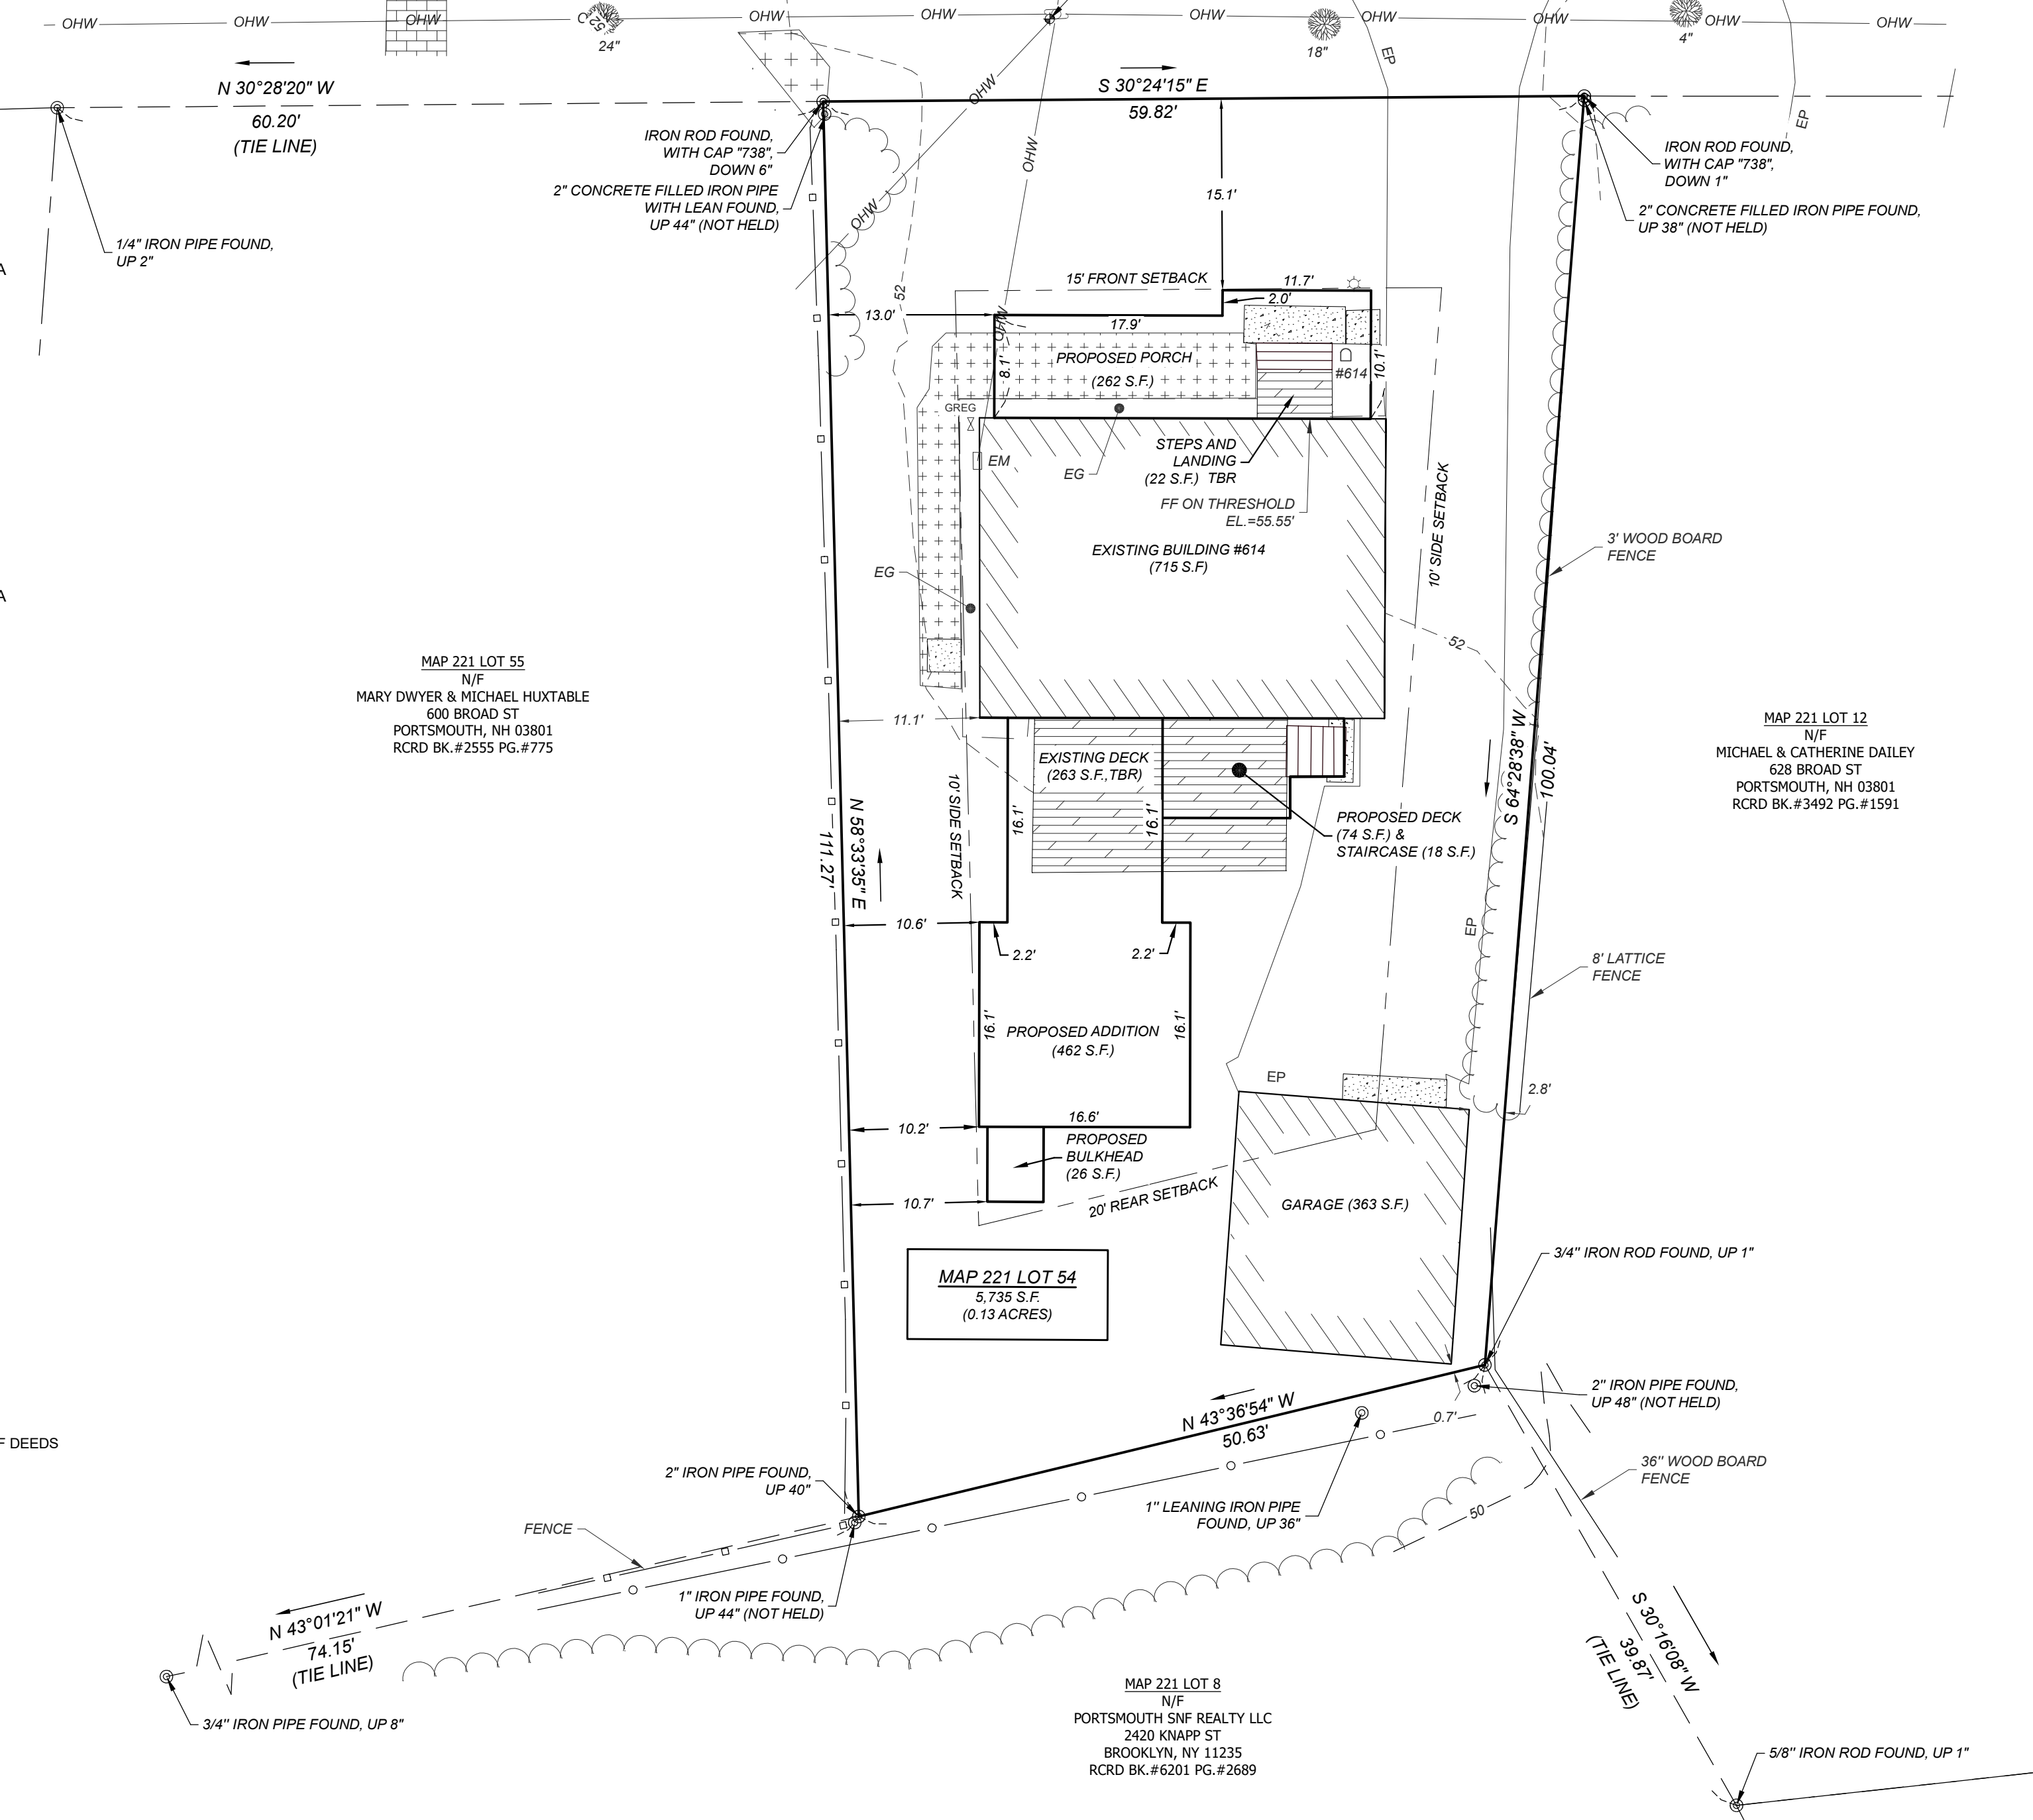 OHW
OHW
OHW
OHW
OHW
OHW
OHW
OHW
OHW
OHW
OHW
52
24"
18"
4"
EP
EP
N 30°28'20" W
60.20'
(TIE LINE)
S 30°24'15" E
59.82'
OHW
OHW
OHW
OHW
IRON ROD FOUND,
WITH CAP "738",
DOWN 6"
2" CONCRETE FILLED IRON PIPE
WITH LEAN FOUND,
UP 44" (NOT HELD)
IRON ROD FOUND,
WITH CAP "738",
DOWN 1"
2" CONCRETE FILLED IRON PIPE FOUND,
UP 38" (NOT HELD)
1/4" IRON PIPE FOUND,
UP 2"
A
15.1'
15' FRONT SETBACK
11.7'
2.0'
52
13.0'
17.9'
8.1'
10.1'
PROPOSED PORCH
(262 S.F.)
#614
GREG
EM
EG
STEPS AND
LANDING
(22 S.F.) TBR
FF ON THRESHOLD
EL.=55.55'
10' SIDE SETBACK
EXISTING BUILDING #614
(715 S.F)
EG
3' WOOD BOARD
FENCE
A
52
MAP 221 LOT 55
N/F
MARY DWYER & MICHAEL HUXTABLE
600 BROAD ST
PORTSMOUTH, NH 03801
RCRD BK.#2555 PG.#775
11.1'
S 64°28'38" W
100.04'
MAP 221 LOT 12
N/F
MICHAEL & CATHERINE DAILEY
628 BROAD ST
PORTSMOUTH, NH 03801
RCRD BK.#3492 PG.#1591
EXISTING DECK
(263 S.F.,TBR)
16.1'
16.1'
10' SIDE SETBACK
N 58°33'35" E
111.27'
PROPOSED DECK
(74 S.F.) &
STAIRCASE (18 S.F.)
10.6'
2.2'
2.2'
EP
8' LATTICE
FENCE
16.1'
16.1'
PROPOSED ADDITION
(462 S.F.)
EP
2.8'
16.6'
10.2'
PROPOSED
BULKHEAD
(26 S.F.)
20' REAR SETBACK
10.7'
GARAGE (363 S.F.)
MAP 221 LOT 54
5,735 S.F.
(0.13 ACRES)
3/4" IRON ROD FOUND, UP 1"
2" IRON PIPE FOUND,
UP 48" (NOT HELD)
N 43°36'54" W
50.63'
0.7'
F DEEDS
2" IRON PIPE FOUND,
UP 40"
36" WOOD BOARD
FENCE
1" LEANING IRON PIPE
FOUND, UP 36"
50
FENCE
1" IRON PIPE FOUND,
UP 44" (NOT HELD)
N 43°01'21" W
74.15'
(TIE LINE)
S 30°16'08" W
39.87'
(TIE LINE)
3/4" IRON PIPE FOUND, UP 8"
MAP 221 LOT 8
N/F
PORTSMOUTH SNF REALTY LLC
2420 KNAPP ST
BROOKLYN, NY 11235
RCRD BK.#6201 PG.#2689
5/8" IRON ROD FOUND, UP 1"